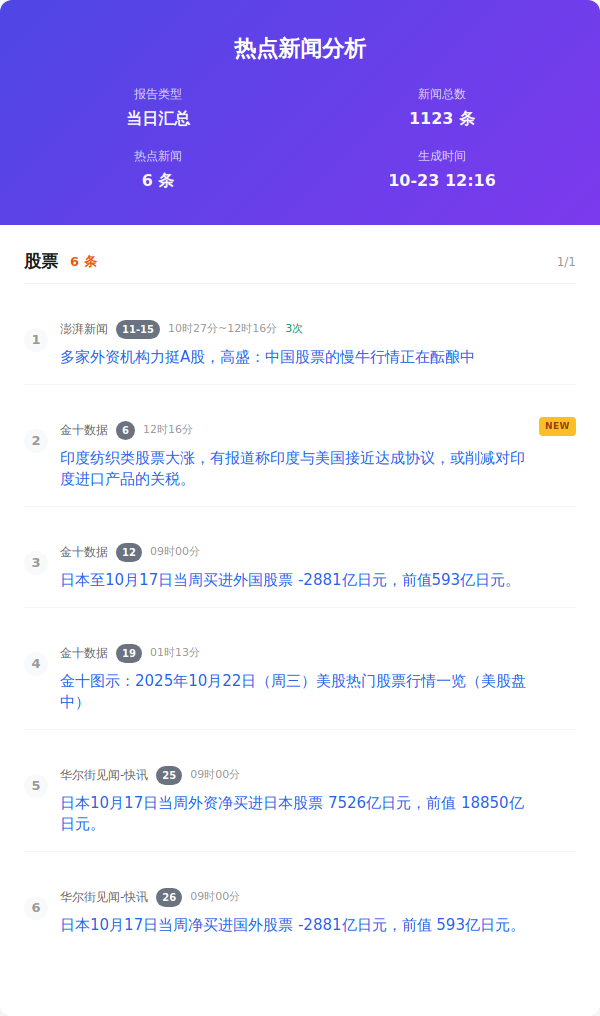 热点新闻分析
报告类型
当日汇总
新闻总数
1123 条
热点新闻
6 条
生成时间
10-23 12:16
股票 6 条 1/1
1
澎湃新闻 11-15 10时27分~12时16分 3次
多家外资机构力挺A股，高盛：中国股票的慢牛行情正在酝酿中
2
金十数据 6 12时16分 NEW
印度纺织类股票大涨，有报道称印度与美国接近达成协议，或削减对印
度进口产品的关税。
3
金十数据 12 09时00分
日本至10月17日当周买进外国股票 -2881亿日元，前值593亿日元。
4
金十数据 19 01时13分
金十图示：2025年10月22日（周三）美股热门股票行情一览（美股盘
中）
5
华尔街见闻-快讯 25 09时00分
日本10月17日当周外资净买进日本股票 7526亿日元，前值 18850亿
日元。
6
华尔街见闻-快讯 26 09时00分
日本10月17日当周净买进国外股票 -2881亿日元，前值 593亿日元。